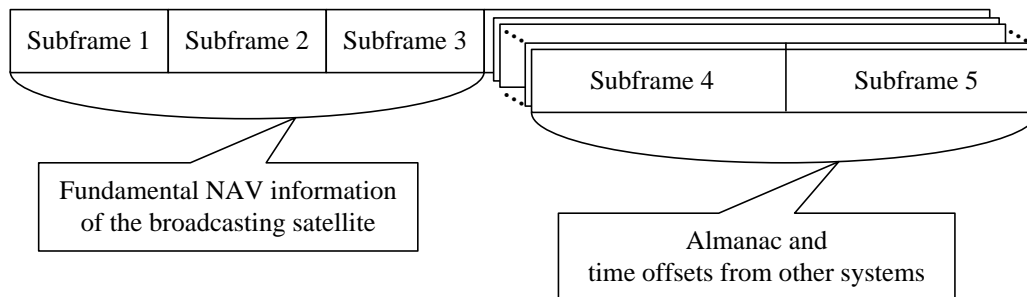 Subframe 1 Subframe 2 Subframe 3
Subframe 4 Subframe 5
Fundamental NAV information
of the broadcasting satellite
Almanac and
time offsets from other systems